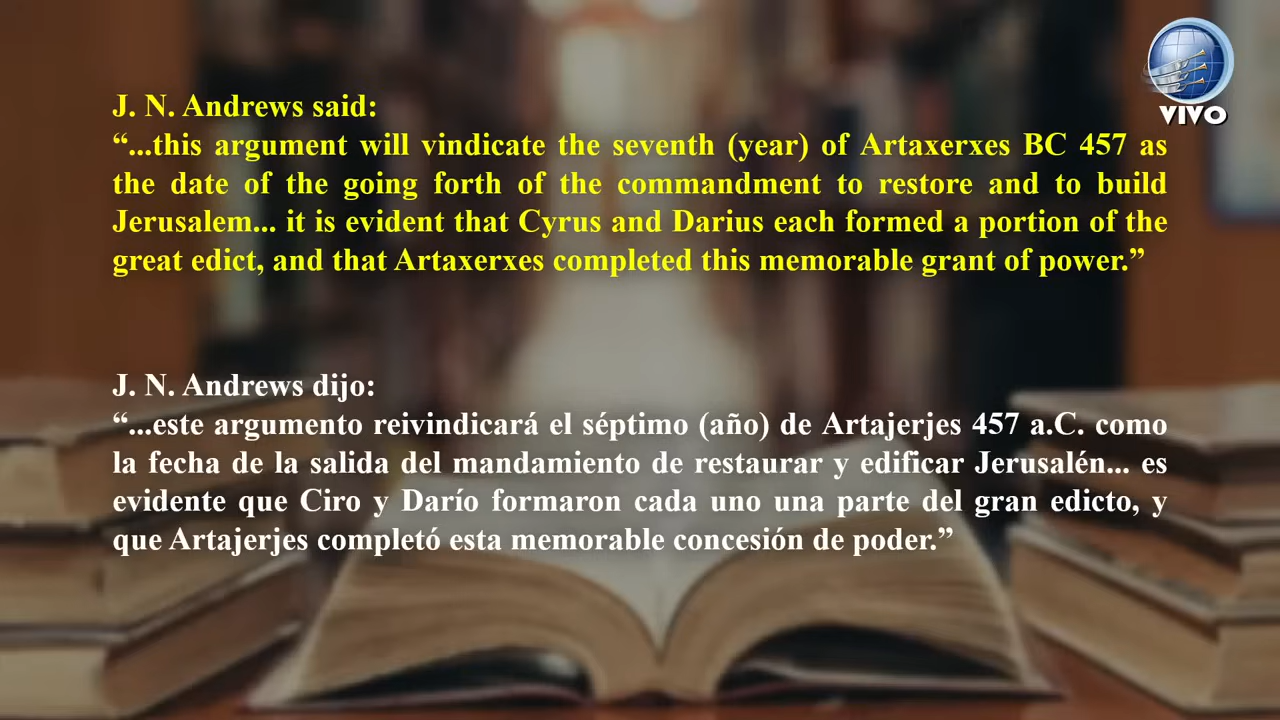 VIVO
J. N. Andrews said:
“...this argument will vindicate the seventh (year) of Artaxerxes BC 457 as
the date of the going forth of the commandment to restore and to build
Jerusalem... it is evident that Cyrus and Darius each formed a portion of the
great edict, and that Artaxerxes completed this memorable grant of power.”
J. N. Andrews dijo:
“...este argumento reivindicará el séptimo (año) de Artajerjes 457 a.C. como
la fecha de la salida del mandamiento de restaurar y edificar Jerusalén... es
evidente que Ciro y Darío formaron cada uno una parte del gran edicto, y
que Artajerjes completó esta memorable concesión de poder.”